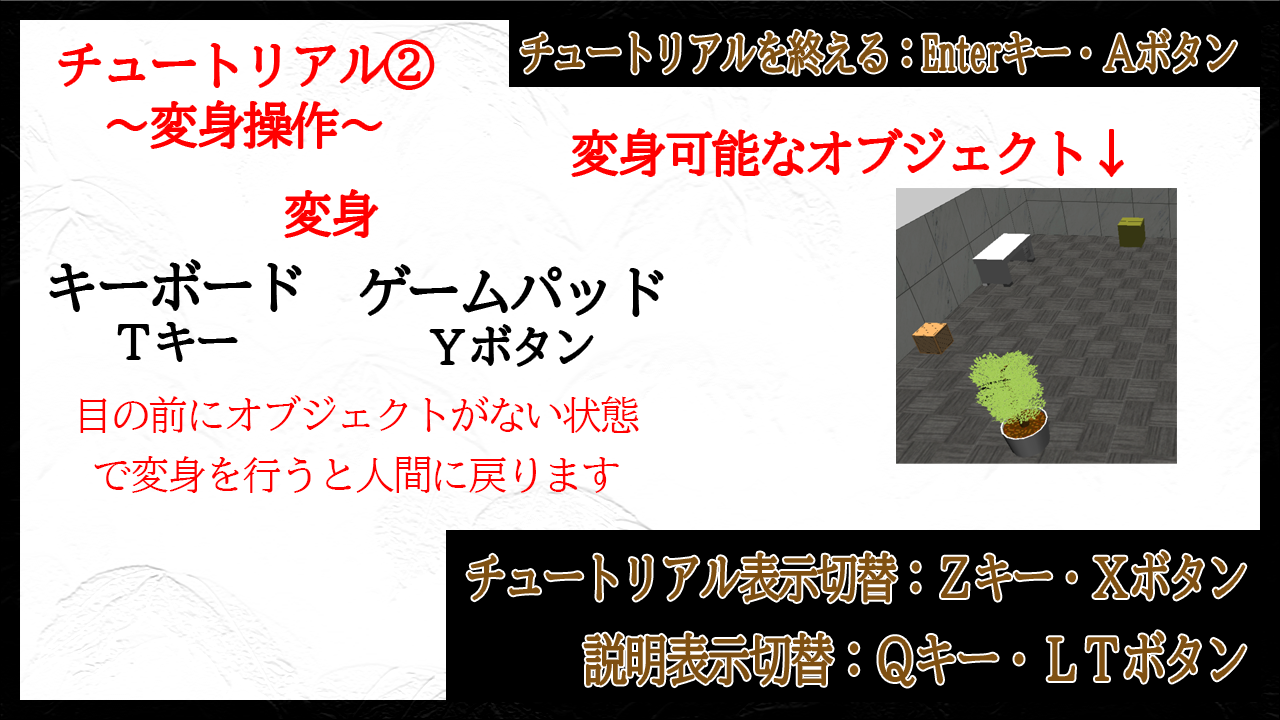 チュートリアル②
～変身操作～
チュートリアルを終える：Enterキー・Ａボタン
変身可能なオブジェクト↓
変身
キーボード
Ｔキー
ゲームパッド
Ｙボタン
目の前にオブジェクトがない状態
で変身を行うと人間に戻ります
チュートリアル表示切替：Ｚキー・Ｘボタン
説明表示切替：Ｑキー・ＬＴボタン